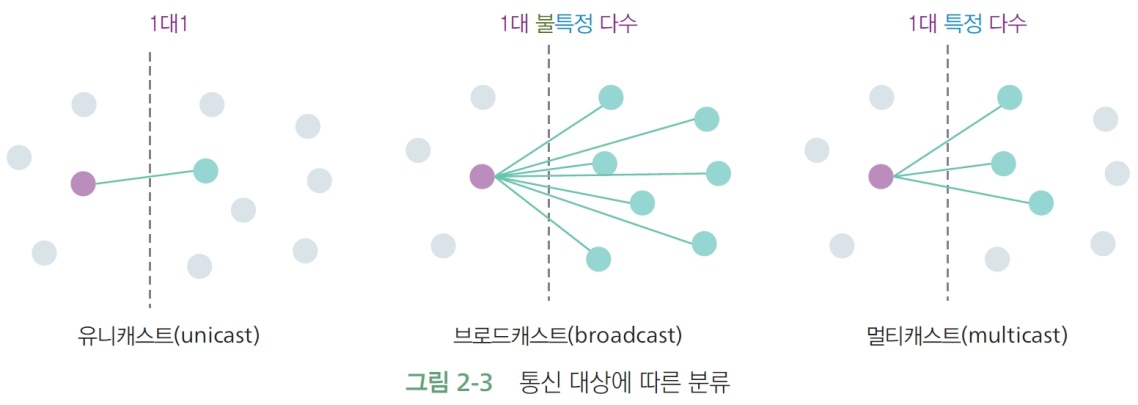 1대1
1대 불특정 다수
1대 특정 다수
유니캐스트(unicast)
브로드캐스트(broadcast)
멀티캐스트(multicast)
그림 2-3 통신 대상에 따른 분류